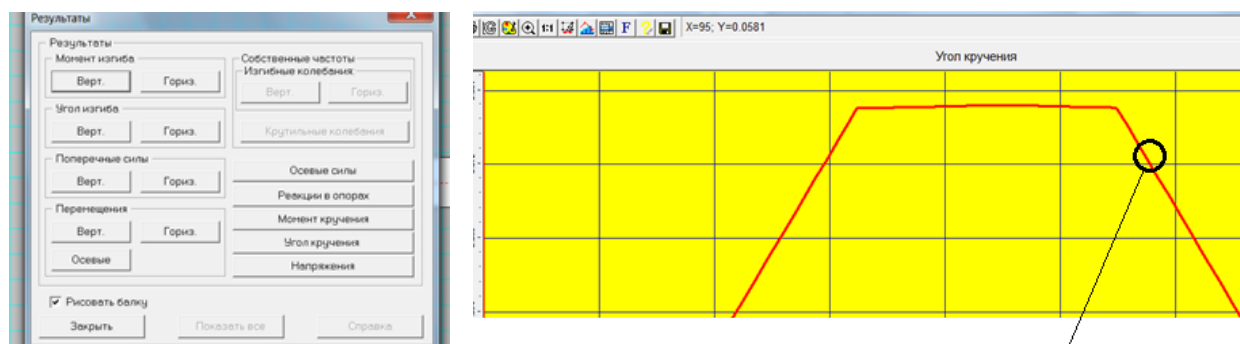 Результаты
Результаты
Момент изгиба
Верт. Гориз.
Угол изгиба
Верт. Гориз.
Поперечные силы
Верт. Гориз.
Перемещения
Верт. Гориз.
Осевые
Собственные частоты
Изгибные колебания
Верт. Гориз.
Крутильные колебания
Осевые силы
Реакции в опорах
Момент кручения
Угол кручения
Напряжения
Рисовать балку
Закрыть Показать все Справка
1:1 F ? X=95; Y=0.0581
Угол кручения